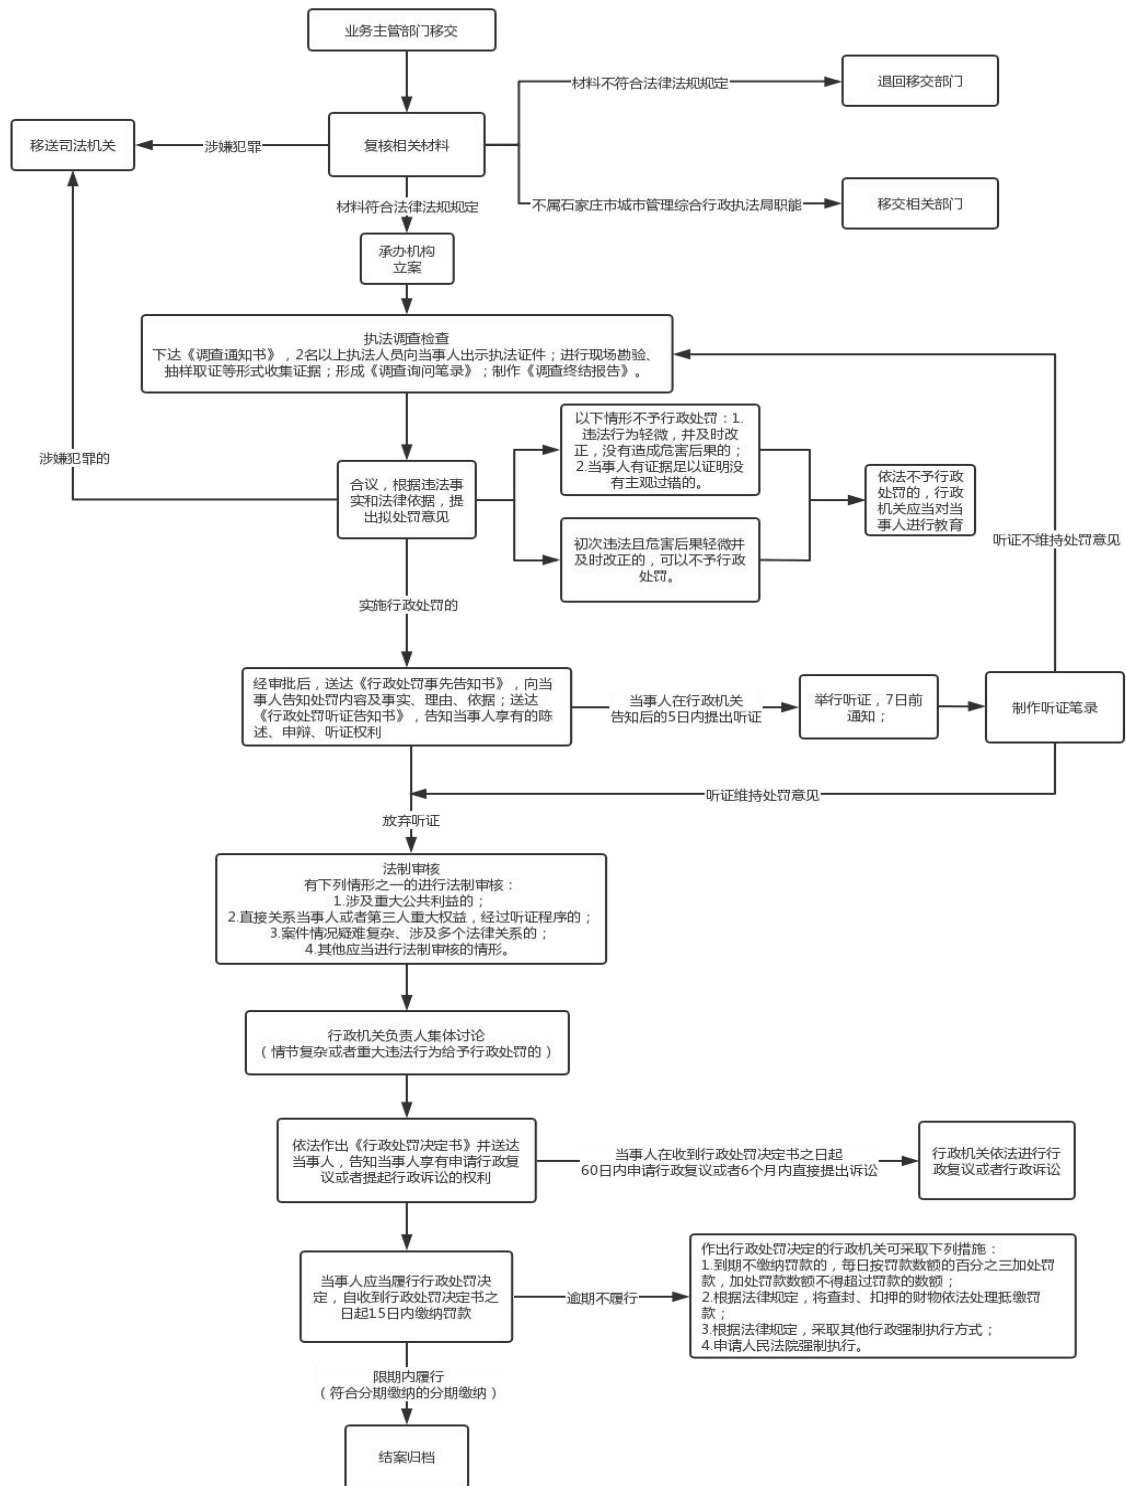 业务主管部门移交
材料不符合法律法规规定
退回移交部门
移送司法机关
涉嫌犯罪
复核相关材料
材料符合法律法规规定
不属石家庄市城市管理综合行政执法局职能
移交相关部门
承办机构
立案
执法调查检查
下达《调查通知书》，2名以上执法人员向当事人出示执法证件；进行现场勘验、
抽样取证等形式收集证据；形成《调查询问笔录》；制作《调查终结报告》。
涉嫌犯罪的
合议，根据违法事
实和法律依据，提
出拟处罚意见
以下情形不予行政处罚：1.
违法行为轻微，并及时改
正，没有造成危害后果的；
2.当事人有证据足以证明没
有主观过错的。
初次违法且危害后果轻微并
及时改正的，可以不予行政
处罚。
依法不予行政
处罚的，行政
机关应当对当
事人进行教育
听证不维持处罚意见
实施行政处罚的
经审批后，送达《行政处罚事先告知书》，向当
事人告知处罚内容及事实、理由、依据；送达
《行政处罚听证告知书》，告知当事人享有的陈
述、申辩、听证权利
当事人在行政机关
告知后的5日内提出听证
举行听证，7日前
通知；
制作听证笔录
听证维持处罚意见
放弃听证
法制审核
有下列情形之一的进行法制审核：
1.涉及重大公共利益的；
2.直接关系当事人或者第三人重大权益，经过听证程序的；
3.案件情况疑难复杂、涉及多个法律关系的；
4.其他应当进行法制审核的情形。
行政机关负责人集体讨论
（情节复杂或者重大违法行为给予行政处罚的）
依法作出《行政处罚决定书》并送达
当事人，告知当事人享有申请行政复
议或者提起行政诉讼的权利
当事人在收到行政处罚决定书之日起
60日内申请行政复议或者6个月内直接提出诉讼
行政机关依法进行行
政复议或者行政诉讼
当事人应当履行行政处罚决
定，自收到行政处罚决定书之
日起15日内缴纳罚款
逾期不履行
作出行政处罚决定的行政机关可采取下列措施：
1.到期不缴纳罚款的，每日按罚款数额的百分之三加处罚
款，加处罚款数额不得超过罚款的数额；
2.根据法律规定，将查封、扣押的财物依法处理抵缴罚
款；
3.根据法律规定，采取其他行政强制执行方式；
4.申请人民法院强制执行。
限期内履行
（符合分期缴纳的分期缴纳）
结案归档